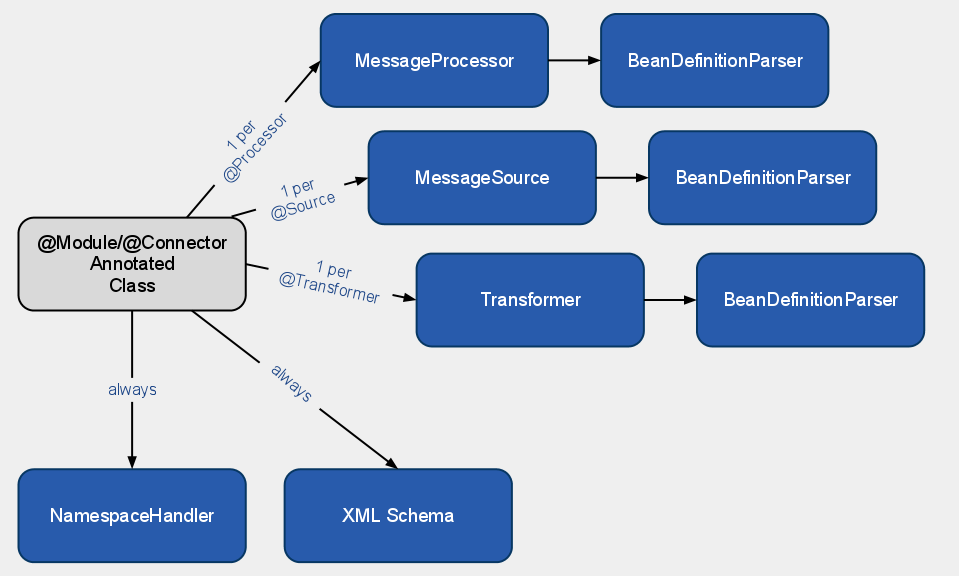 MessageProcessor
BeanDefinitionParser
1 per
@Processor
MessageSource
BeanDefinitionParser
1 per
@Source
@Module/@Connector
Annotated
Class
1 per
@Transformer
Transformer
BeanDefinitionParser
always
always
NamespaceHandler
XML Schema